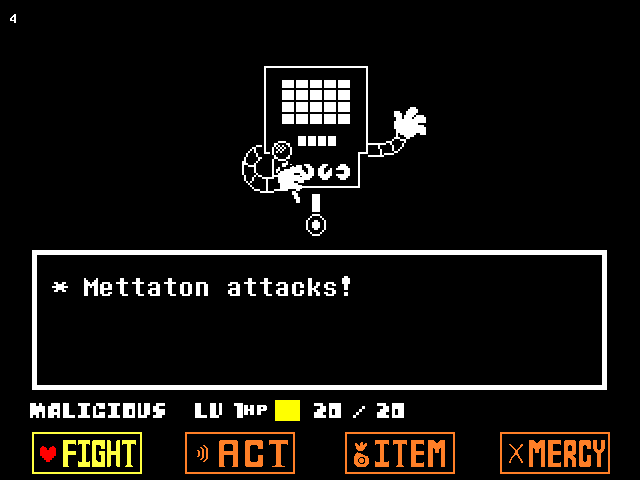 4
* Mettaton attacks!
MALICIOUS LV 1 HP 20 / 20
FIGHT ACT ITEM MERCY